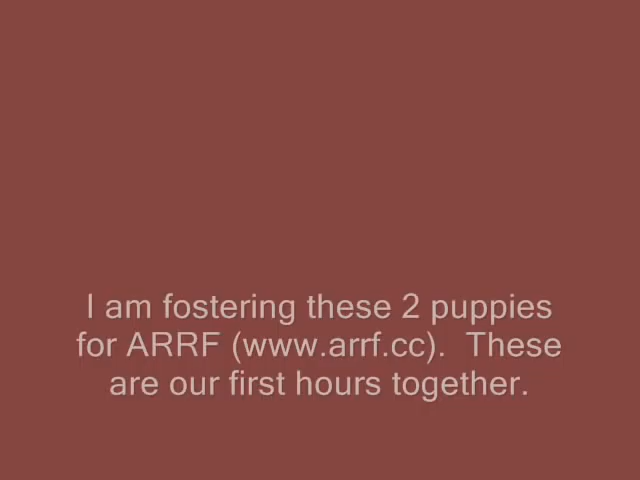 I am fostering these 2 puppies
for ARRF (www.arrf.cc).  These
are our first hours together.